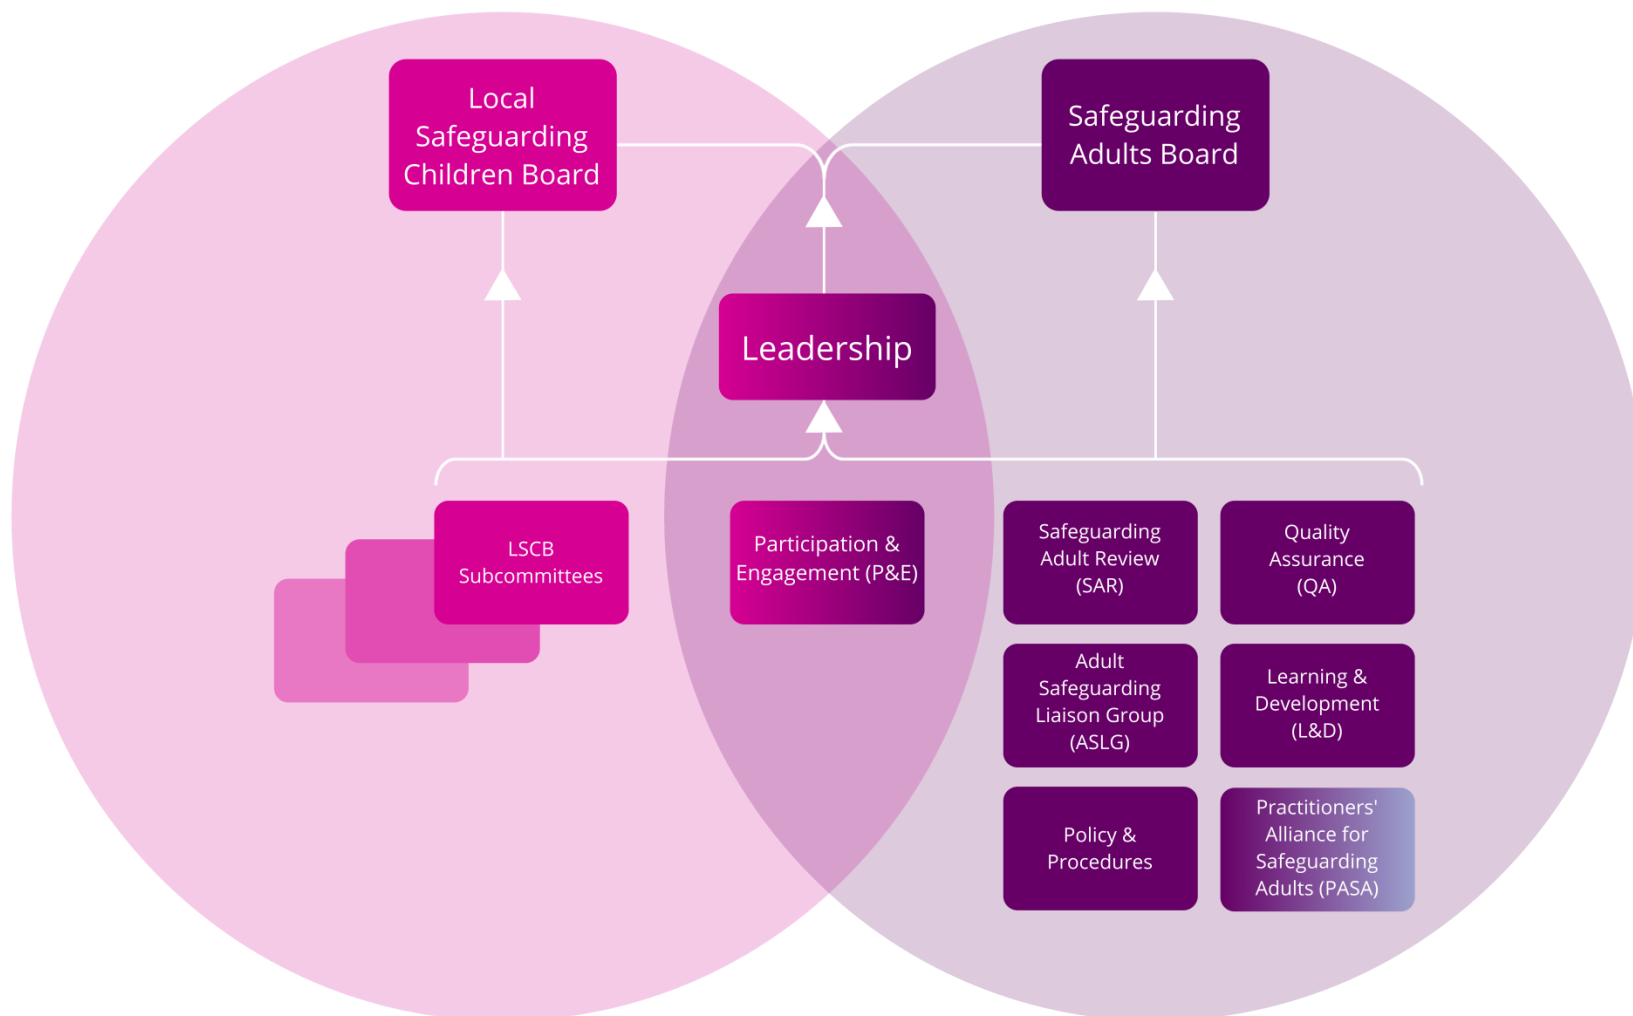 Local
Safeguarding
Children Board
Safeguarding
Adults Board
Leadership
LSCB
Subcommittees
Participation &
Engagement (P&E)
Safeguarding
Adult Review
(SAR)
Quality
Assurance
(QA)
Adult
Safeguarding
Liaison Group
(ASLG)
Learning &
Development
(L&D)
Policy &
Procedures
Practitioners'
Alliance for
Safeguarding
Adults (PASA)